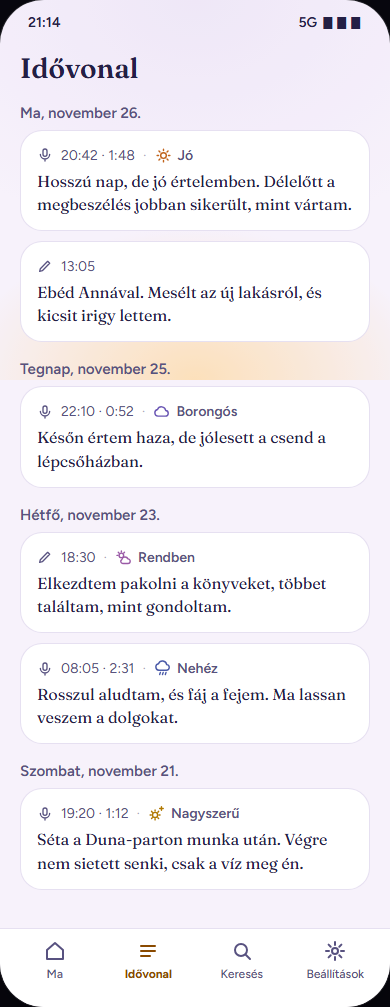 21:14
5G
Idővonal
Ma, november 26.
20:42 · 1:48 · Jó
Hosszú nap, de jó értelemben. Délelőtt a
megbeszélés jobban sikerült, mint vártam.
13:05
Ebéd Annával. Mesélt az új lakásról, és
kicsit irigy lettem.
Tegnap, november 25.
22:10 · 0:52 · Borongós
Későn értem haza, de jólesett a csend a
lépcsőházban.
Hétfő, november 23.
18:30 · Rendben
Elkezdtem pakolni a könyveket, többet
találtam, mint gondoltam.
08:05 · 2:31 · Nehéz
Rosszul aludtam, és fáj a fejem. Ma lassan
veszem a dolgokat.
Szombat, november 21.
19:20 · 1:12 · Nagyszerű
Séta a Duna-parton munka után. Végre
nem sietett senki, csak a víz meg én.
Ma
Idővonal
Keresés
Beállítások